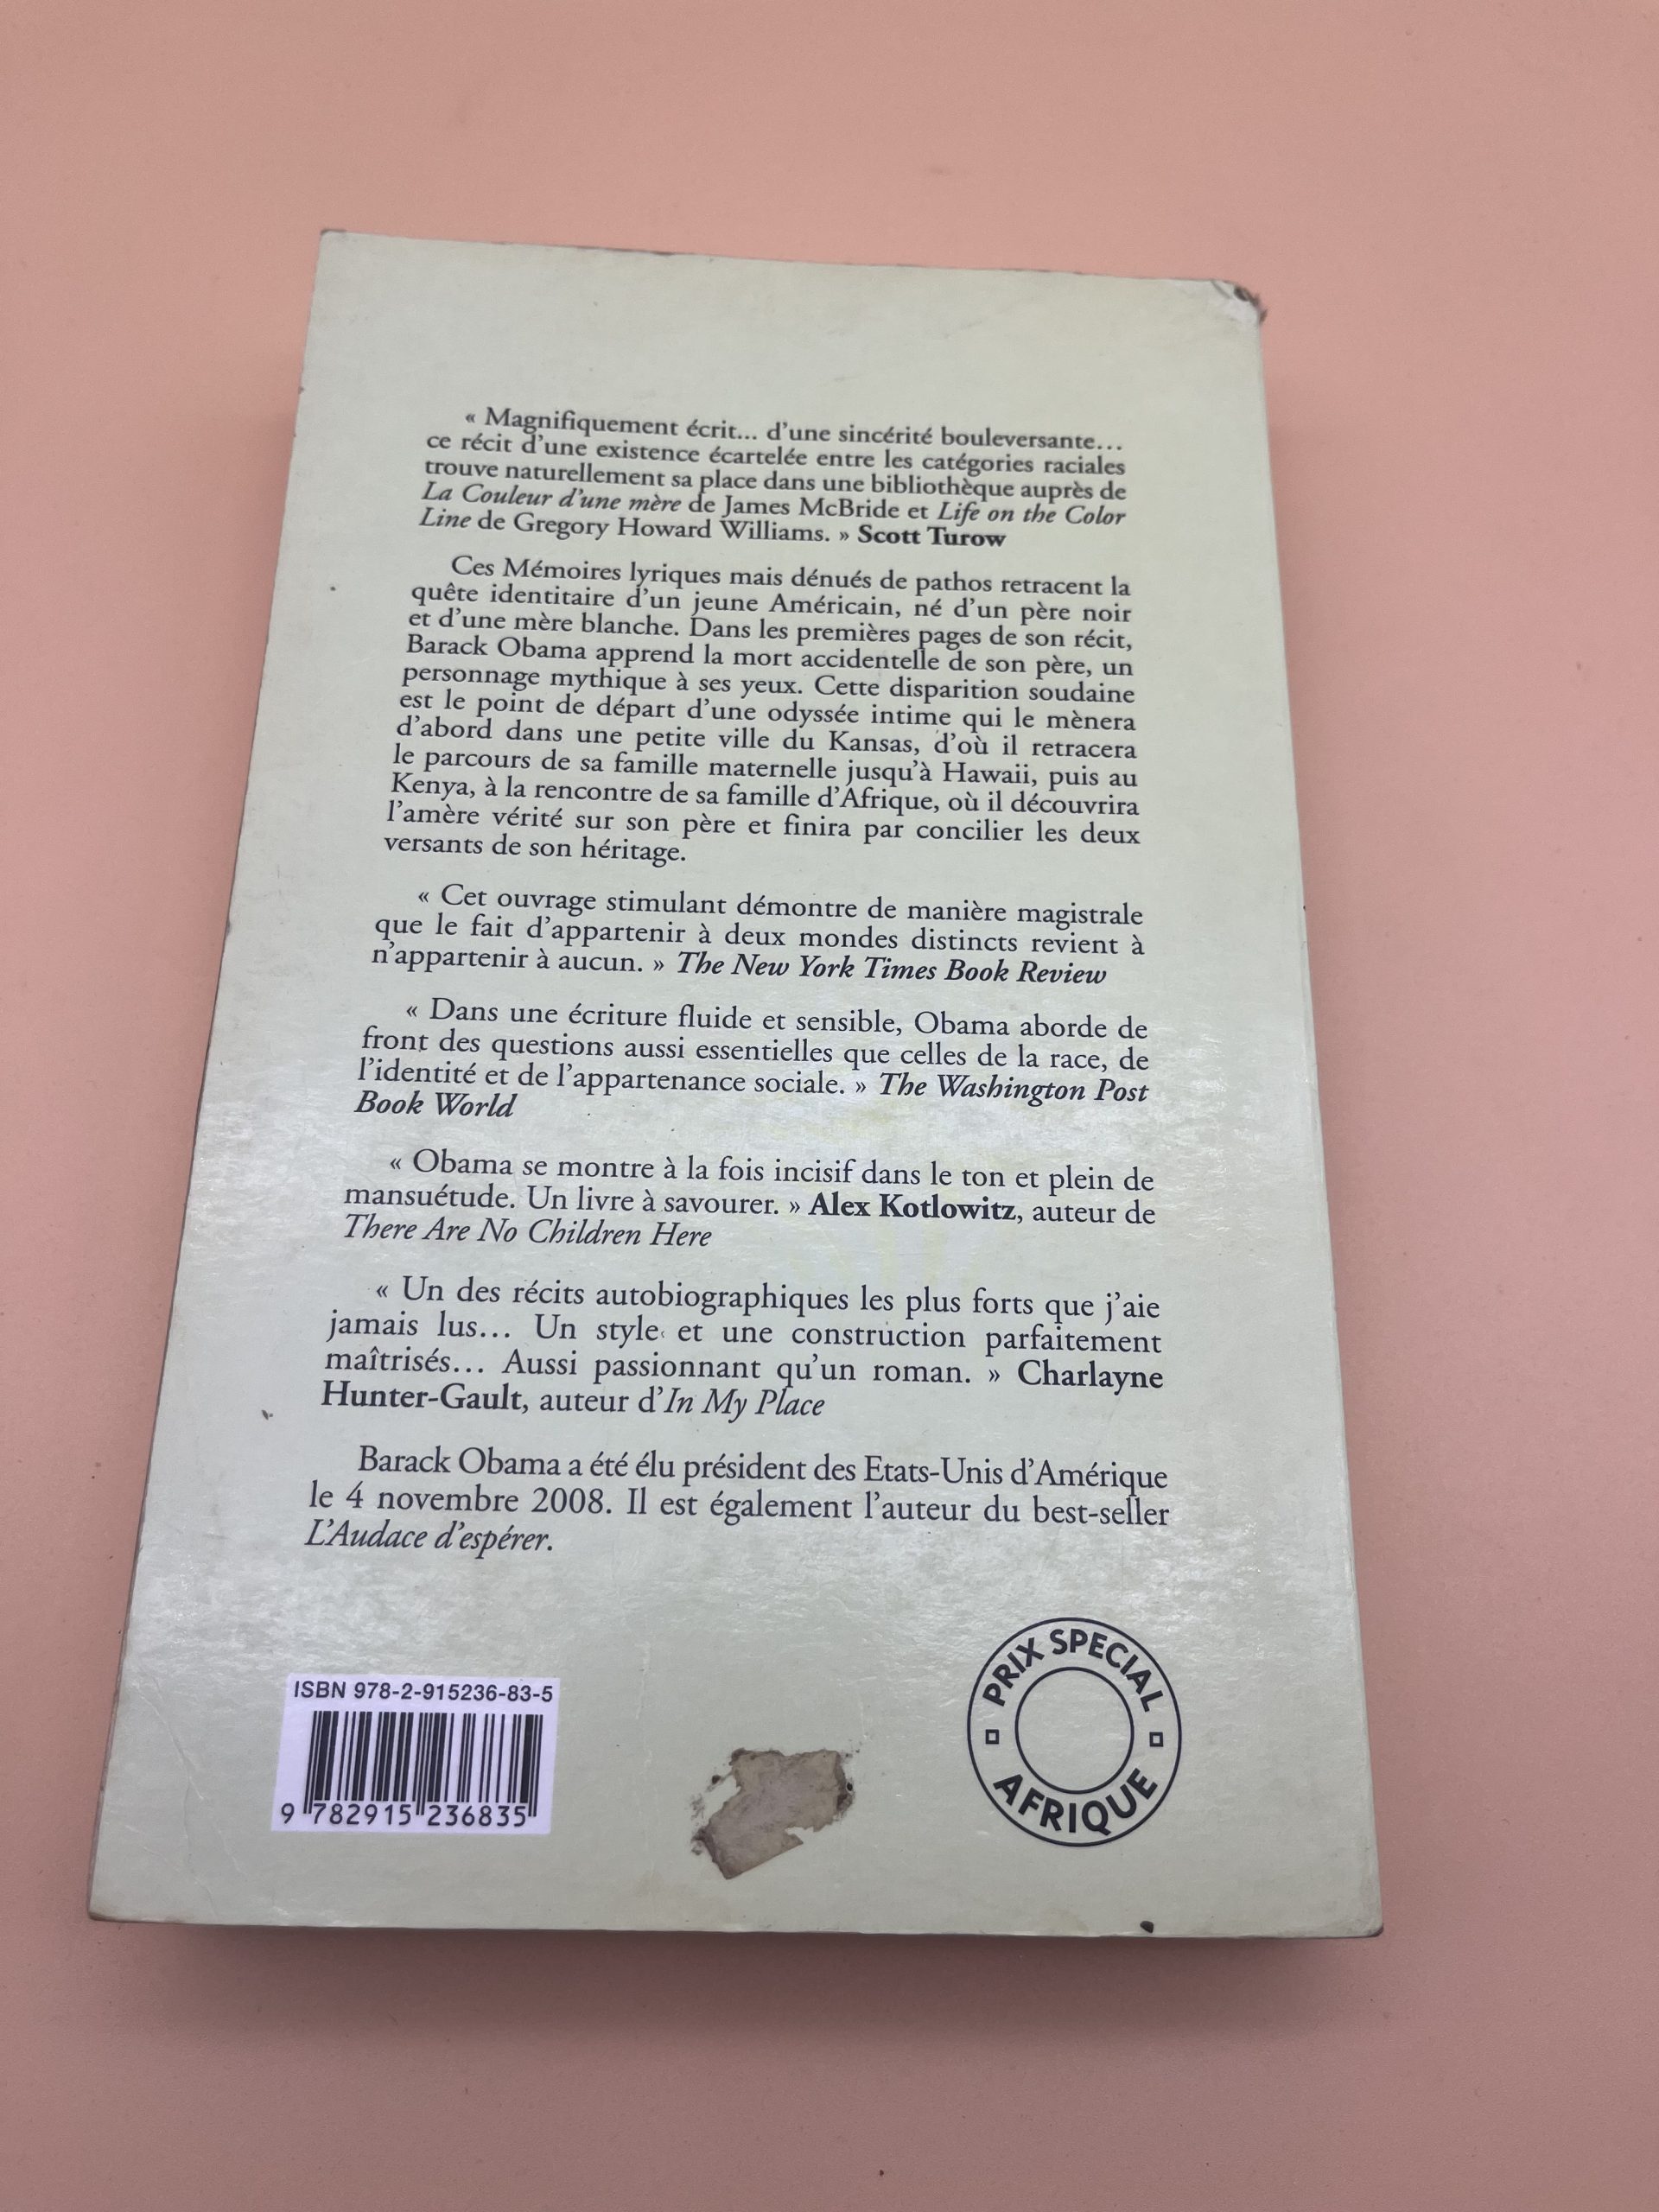 « Magnifiquement écrit... d'une sincérité bouleversante...
ce récit d'une existence écartelée entre les catégories raciales
trouve naturellement sa place dans une bibliothèque auprès de
La Couleur d'une mère de James McBride et Life on the Color
Line de Gregory Howard Williams. » Scott Turow
Ces Mémoires lyriques mais dénués de pathos retracent la
quête identitaire d'un jeune Américain, né d'un père noir
et d'une mère blanche. Dans les premières pages de son récit,
Barack Obama apprend la mort accidentelle de son père, un
personnage mythique à ses yeux. Cette disparition soudaine
est le point de départ d'une odyssée intime qui le mènera
d'abord dans une petite ville du Kansas, d'où il retracera
le parcours de sa famille maternelle jusqu'à Hawaii, puis au
Kenya, à la rencontre de sa famille d'Afrique, où il découvrira
l'amère vérité sur son père et finira par concilier les deux
versants de son héritage.
« Cet ouvrage stimulant démontre de manière magistrale
que le fait d'appartenir à deux mondes distincts revient à
n'appartenir à aucun. » The New York Times Book Review
« Dans une écriture fluide et sensible, Obama aborde de
front des questions aussi essentielles que celles de la race, de
l'identité et de l'appartenance sociale. » The Washington Post
Book World
« Obama se montre à la fois incisif dans le ton et plein de
mansuétude. Un livre à savourer. » Alex Kotlowitz, auteur de
There Are No Children Here
« Un des récits autobiographiques les plus forts que j'aie
jamais lus... Un style et une construction parfaitement
maîtrisés... Aussi passionnant qu'un roman. » Charlayne
Hunter-Gault, auteur d'In My Place
Barack Obama a été élu président des Etats-Unis d'Amérique
le 4 novembre 2008. Il est également l'auteur du best-seller
L'Audace d'espérer.
PRIX SPECIAL
AFRIQUE
ISBN 978-2-915236-83-5
9 782915 236835